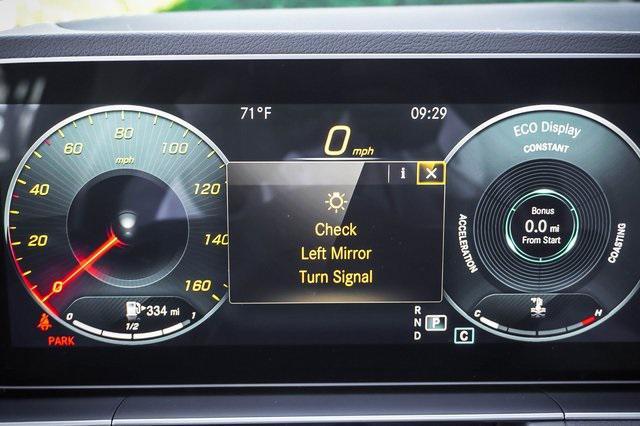 71°F
09:29
0 mph
ECO Display
CONSTANT
80
60
100
mph
40
120
20
140
0
160
i
Check
Left Mirror
Turn Signal
Bonus
0.0 mi
From Start
ACCELERATION
COASTING
334 mi
0 1/2 1
PARK
R
N P
D C
C H